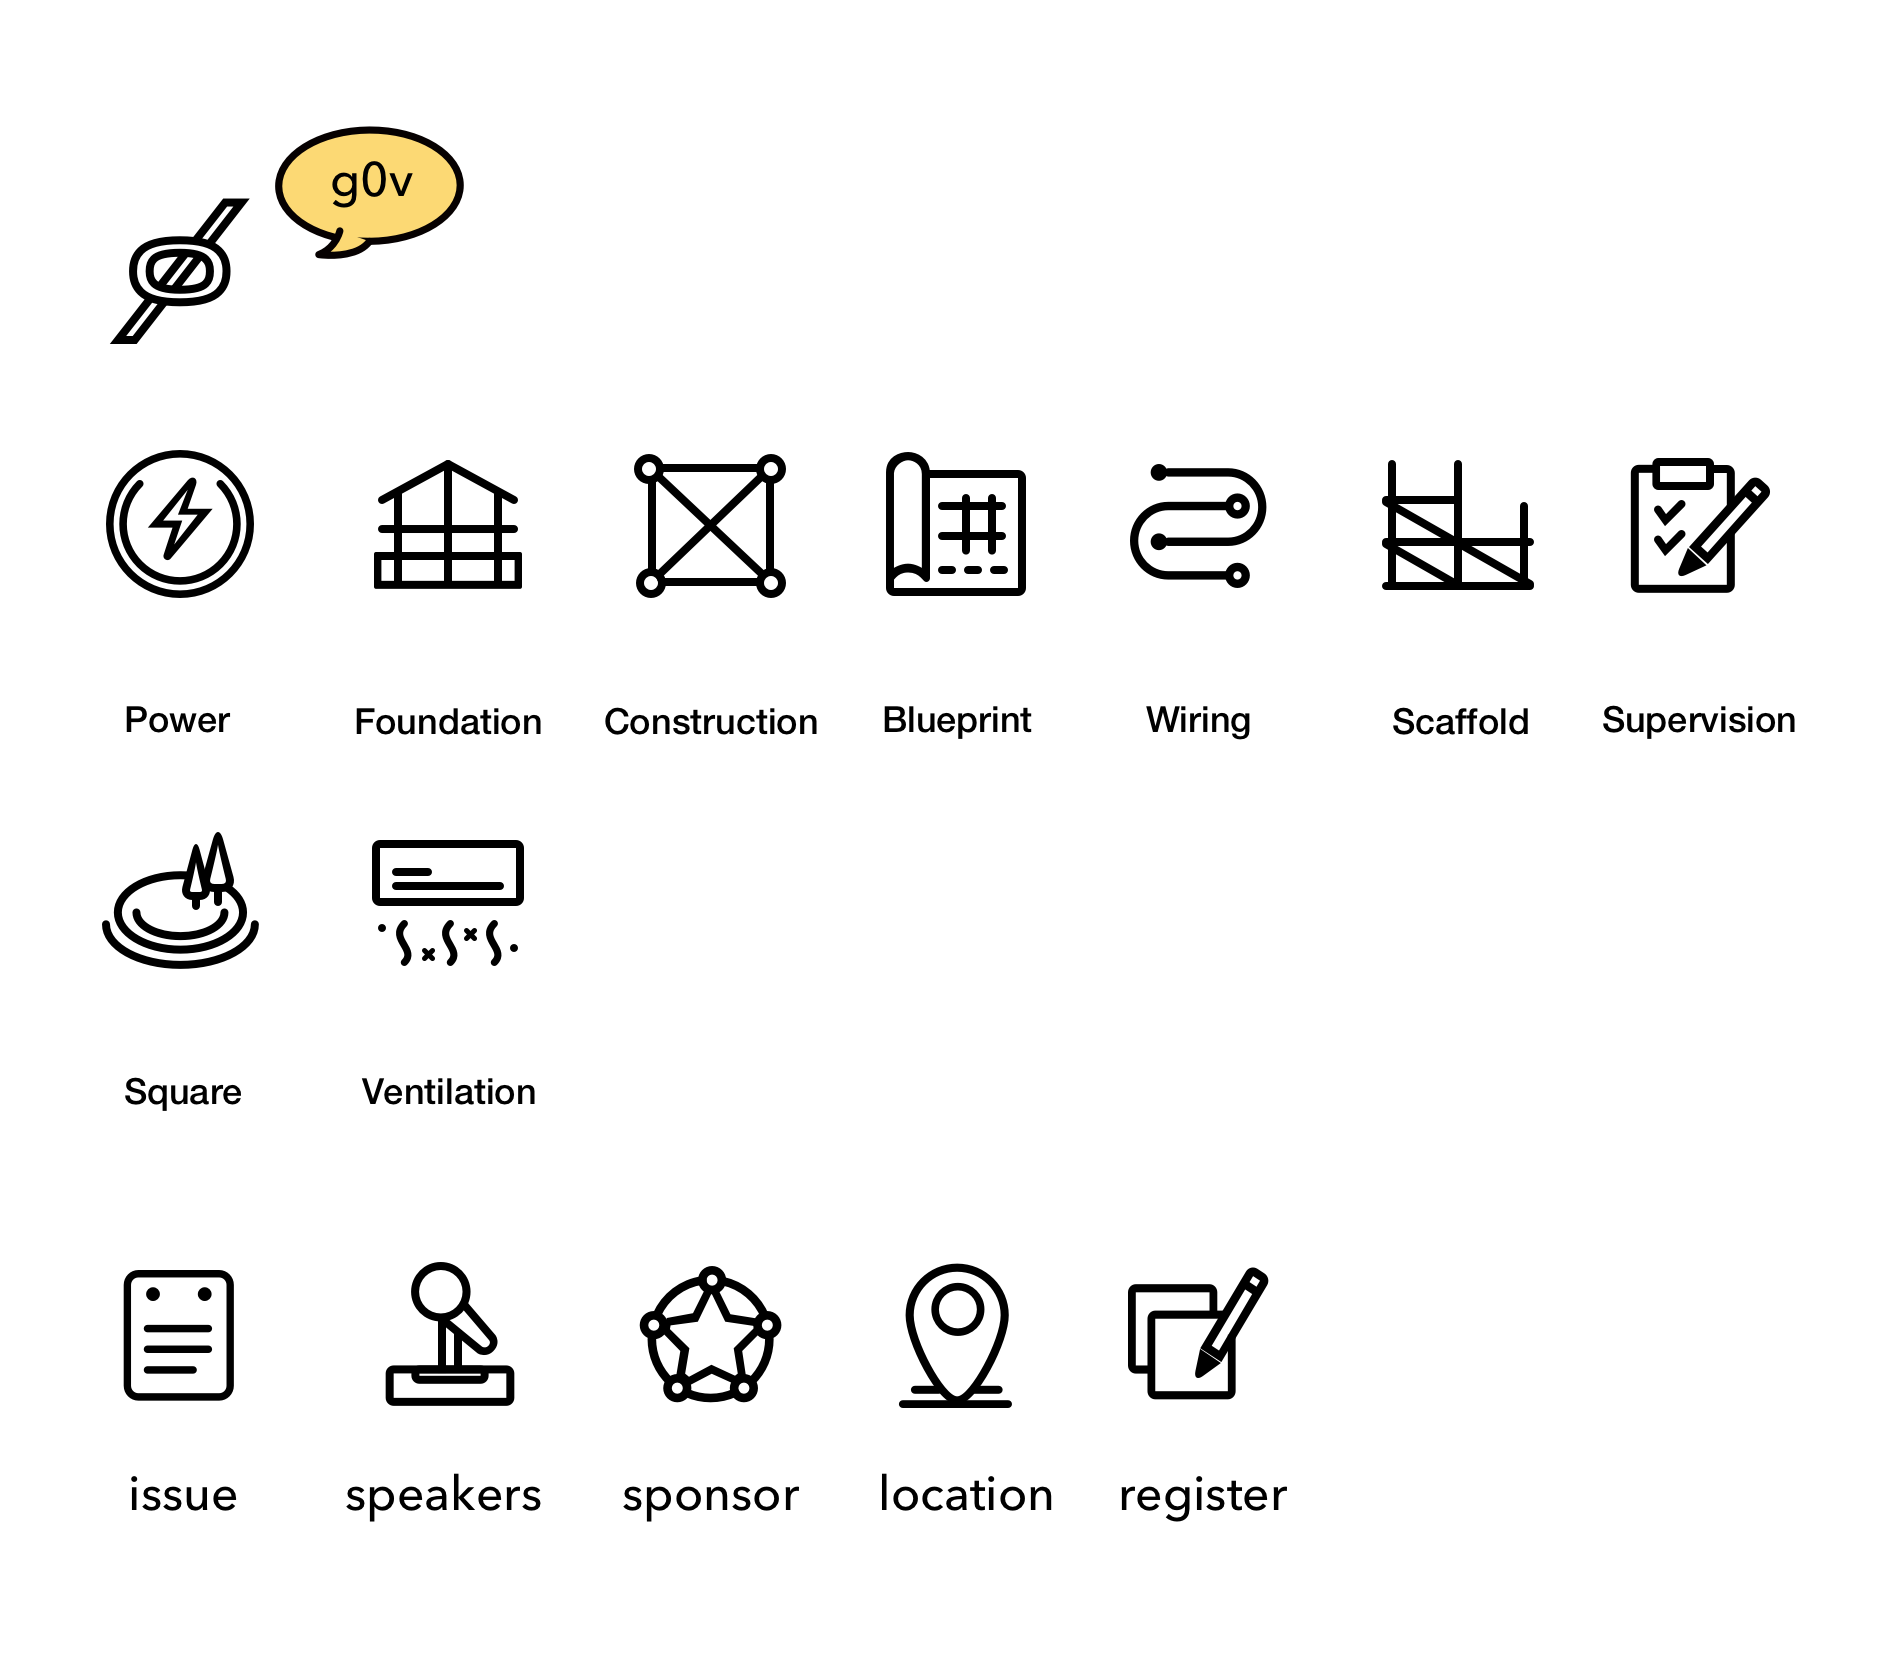 g0v
Power Foundation Construction Blueprint Wiring Scaffold Supervision
Square Ventilation
issue speakers sponsor location register